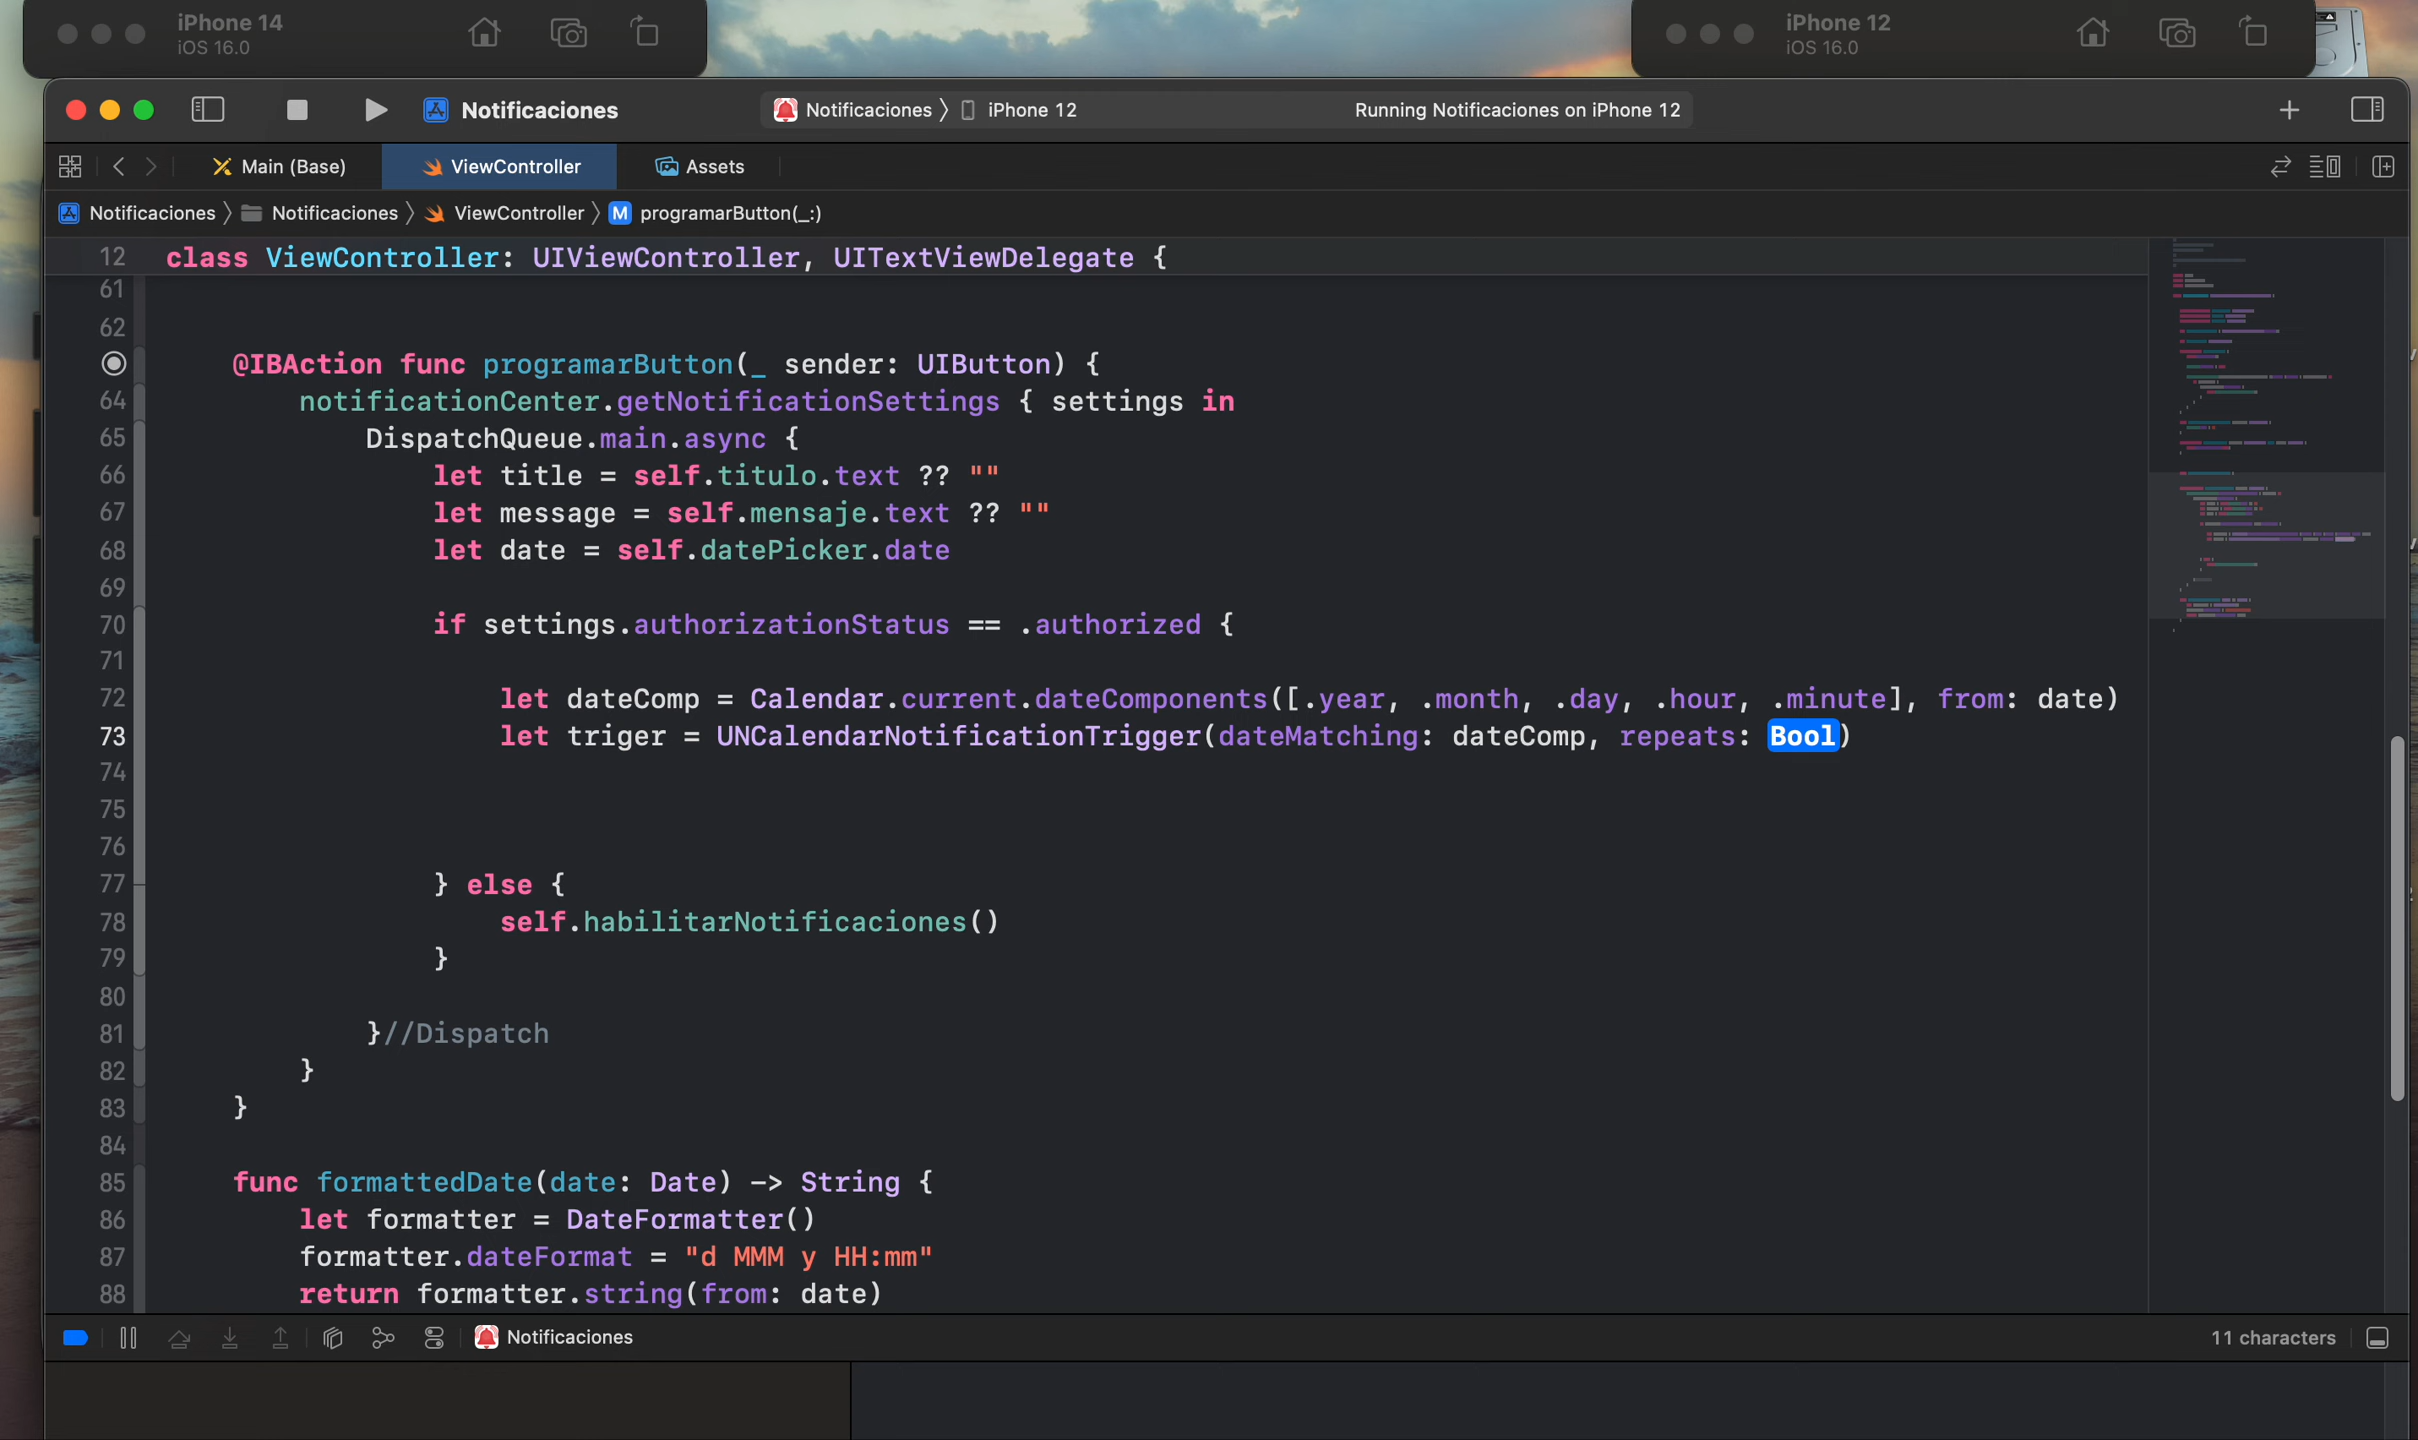 iPhone 14
iOS 16.0
iPhone 12
iOS 16.0
Notificaciones
Notificaciones 〉 iPhone 12
Running Notificaciones on iPhone 12
Main (Base)
ViewController
Assets
Notificaciones 〉 Notificaciones 〉 ViewController 〉 M programarButton(_:)
12 class ViewController: UIViewController, UITextViewDelegate {
61
62
@IBAction func programarButton(_ sender: UIButton) {
64 notificationCenter.getNotificationSettings { settings in
65 DispatchQueue.main.async {
66 let title = self.titulo.text ?? ""
67 let message = self.mensaje.text ?? ""
68 let date = self.datePicker.date
69
70 if settings.authorizationStatus == .authorized {
71
72 let dateComp = Calendar.current.dateComponents([.year, .month, .day, .hour, .minute], from: date)
73 let triger = UNCalendarNotificationTrigger(dateMatching: dateComp, repeats: Bool)
74
75
76
77 } else {
78 self.habilitarNotificaciones()
79 }
80
81 }//Dispatch
82 }
83 }
84
85 func formattedDate(date: Date) -> String {
86 let formatter = DateFormatter()
87 formatter.dateFormat = "d MMM y HH:mm"
88 return formatter.string(from: date)
Notificaciones
11 characters